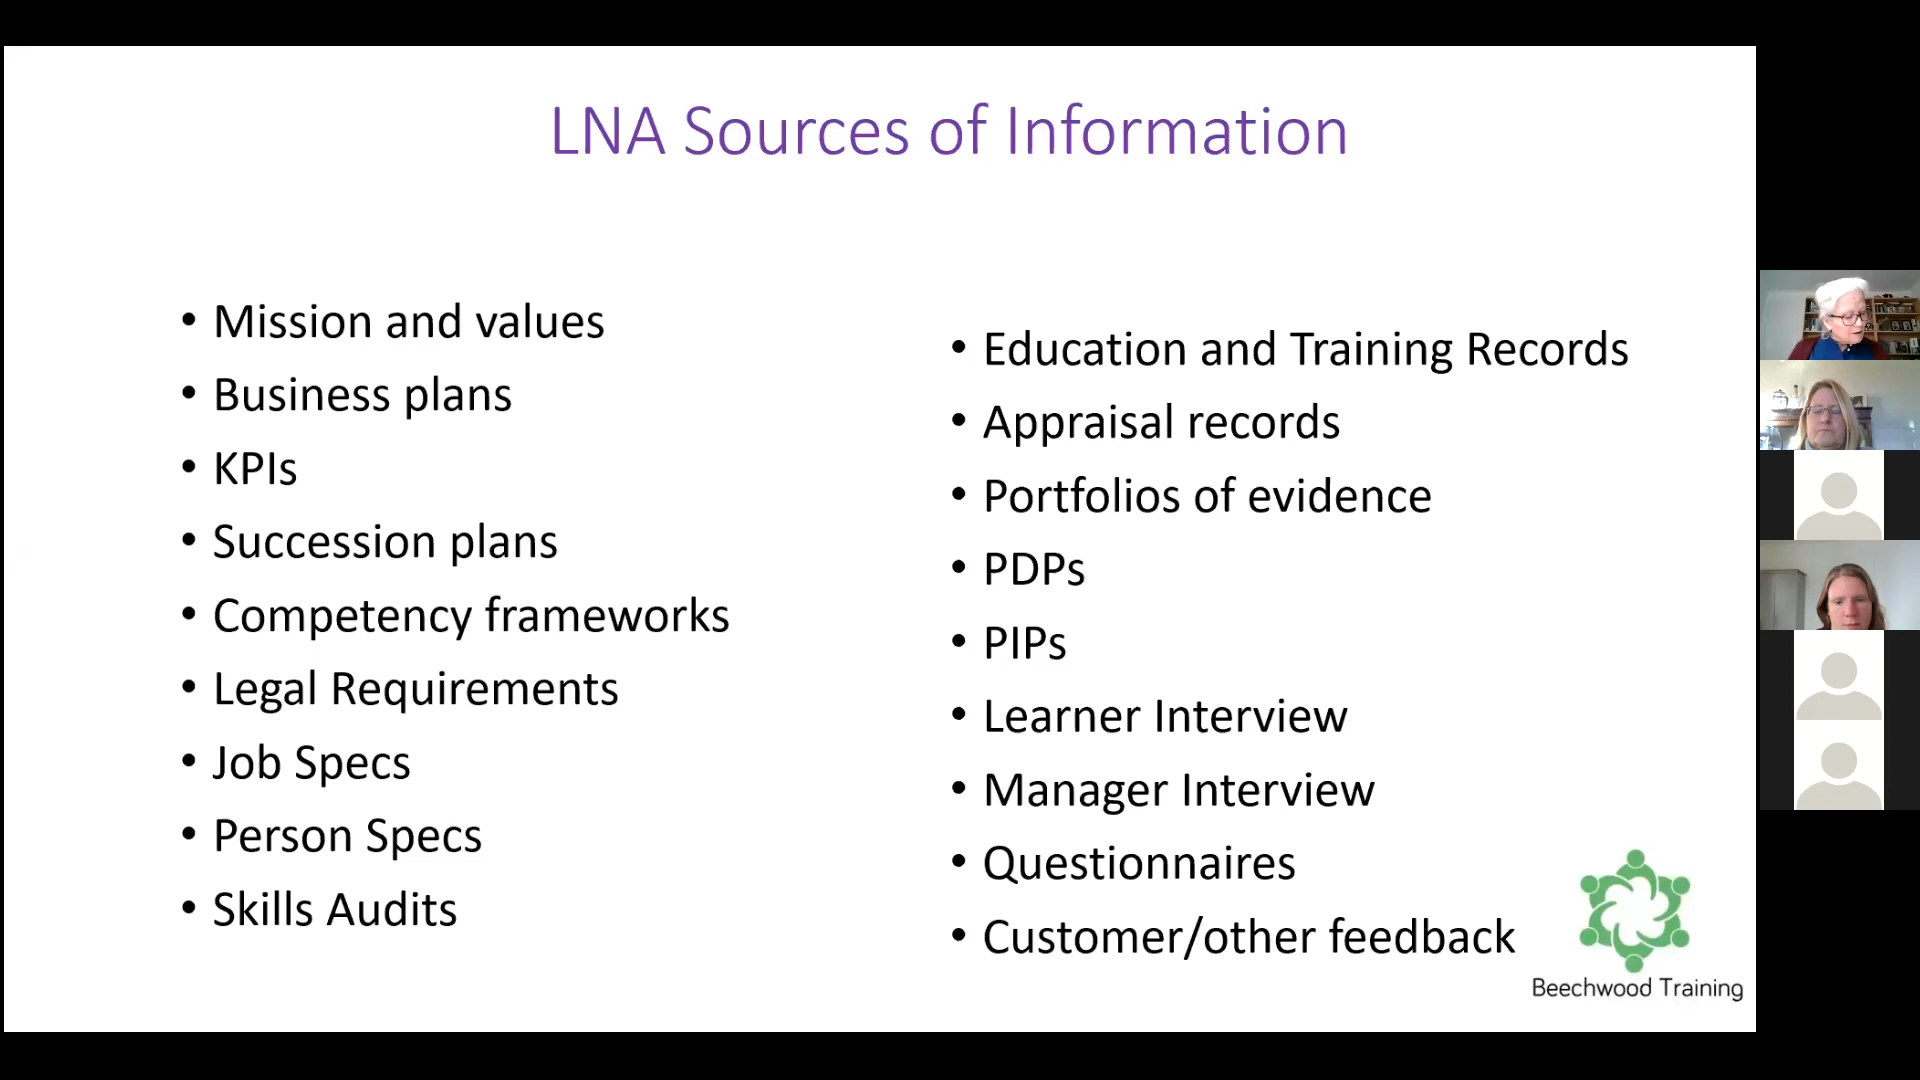 LNA Sources of Information
• Mission and values
• Business plans
• KPIs
• Succession plans
• Competency frameworks
• Legal Requirements
• Job Specs
• Person Specs
• Skills Audits
• Education and Training Records
• Appraisal records
• Portfolios of evidence
• PDPs
• PIPs
• Learner Interview
• Manager Interview
• Questionnaires
• Customer/other feedback
Beechwood Training